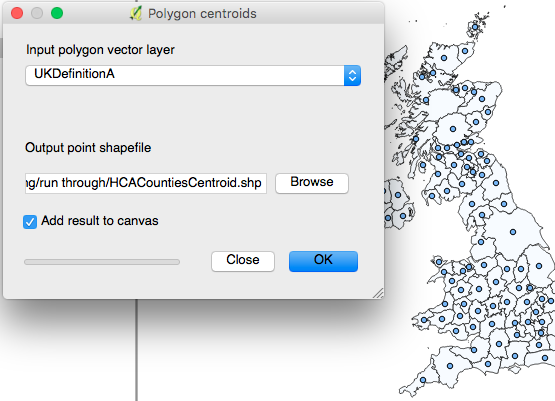 Polygon centroids
Input polygon vector layer
UKDefinitionA
Output point shapefile
ng/run through/HCACountiesCentroid.shp
Browse
Add result to canvas
Close
OK